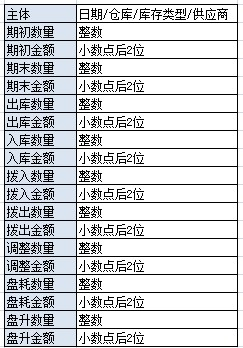 主体 日期/仓库/库存类型/供应商
期初数量 整数
期初金额 小数点后2位
期末数量 整数
期末金额 小数点后2位
出库数量 整数
出库金额 小数点后2位
入库数量 整数
入库金额 小数点后2位
拨入数量 整数
拨入金额 小数点后2位
拨出数量 整数
拨出金额 小数点后2位
调整数量 整数
调整金额 小数点后2位
盘耗数量 整数
盘耗金额 小数点后2位
盘升数量 整数
盘升金额 小数点后2位